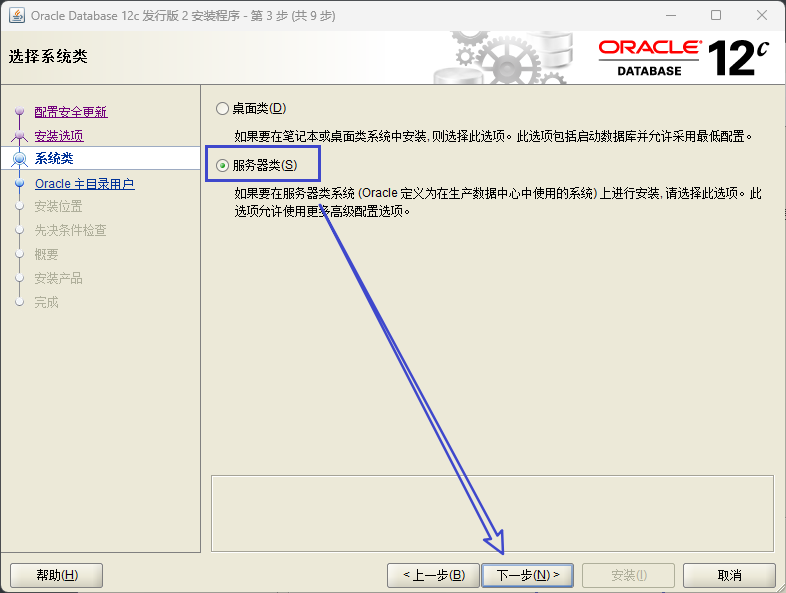 Oracle Database 12c 发行版 2 安装程序 - 第 3 步 (共 9 步)
选择系统类
ORACLE
DATABASE
12c
配置安全更新
安装选项
系统类
Oracle 主目录用户
安装位置
先决条件检查
概要
安装产品
完成
桌面类(D)
如果要在笔记本或桌面类系统中安装, 则选择此选项。此选项包括启动数据库并允许采用最低配置。
服务器类(S)
如果要在服务器类系统 (Oracle 定义为在生产数据中心中使用的系统) 上进行安装, 请选择此选项。此
选项允许使用更多高级配置选项。
帮助(H)
< 上一步(B)
下一步(N) >
安装(I)
取消